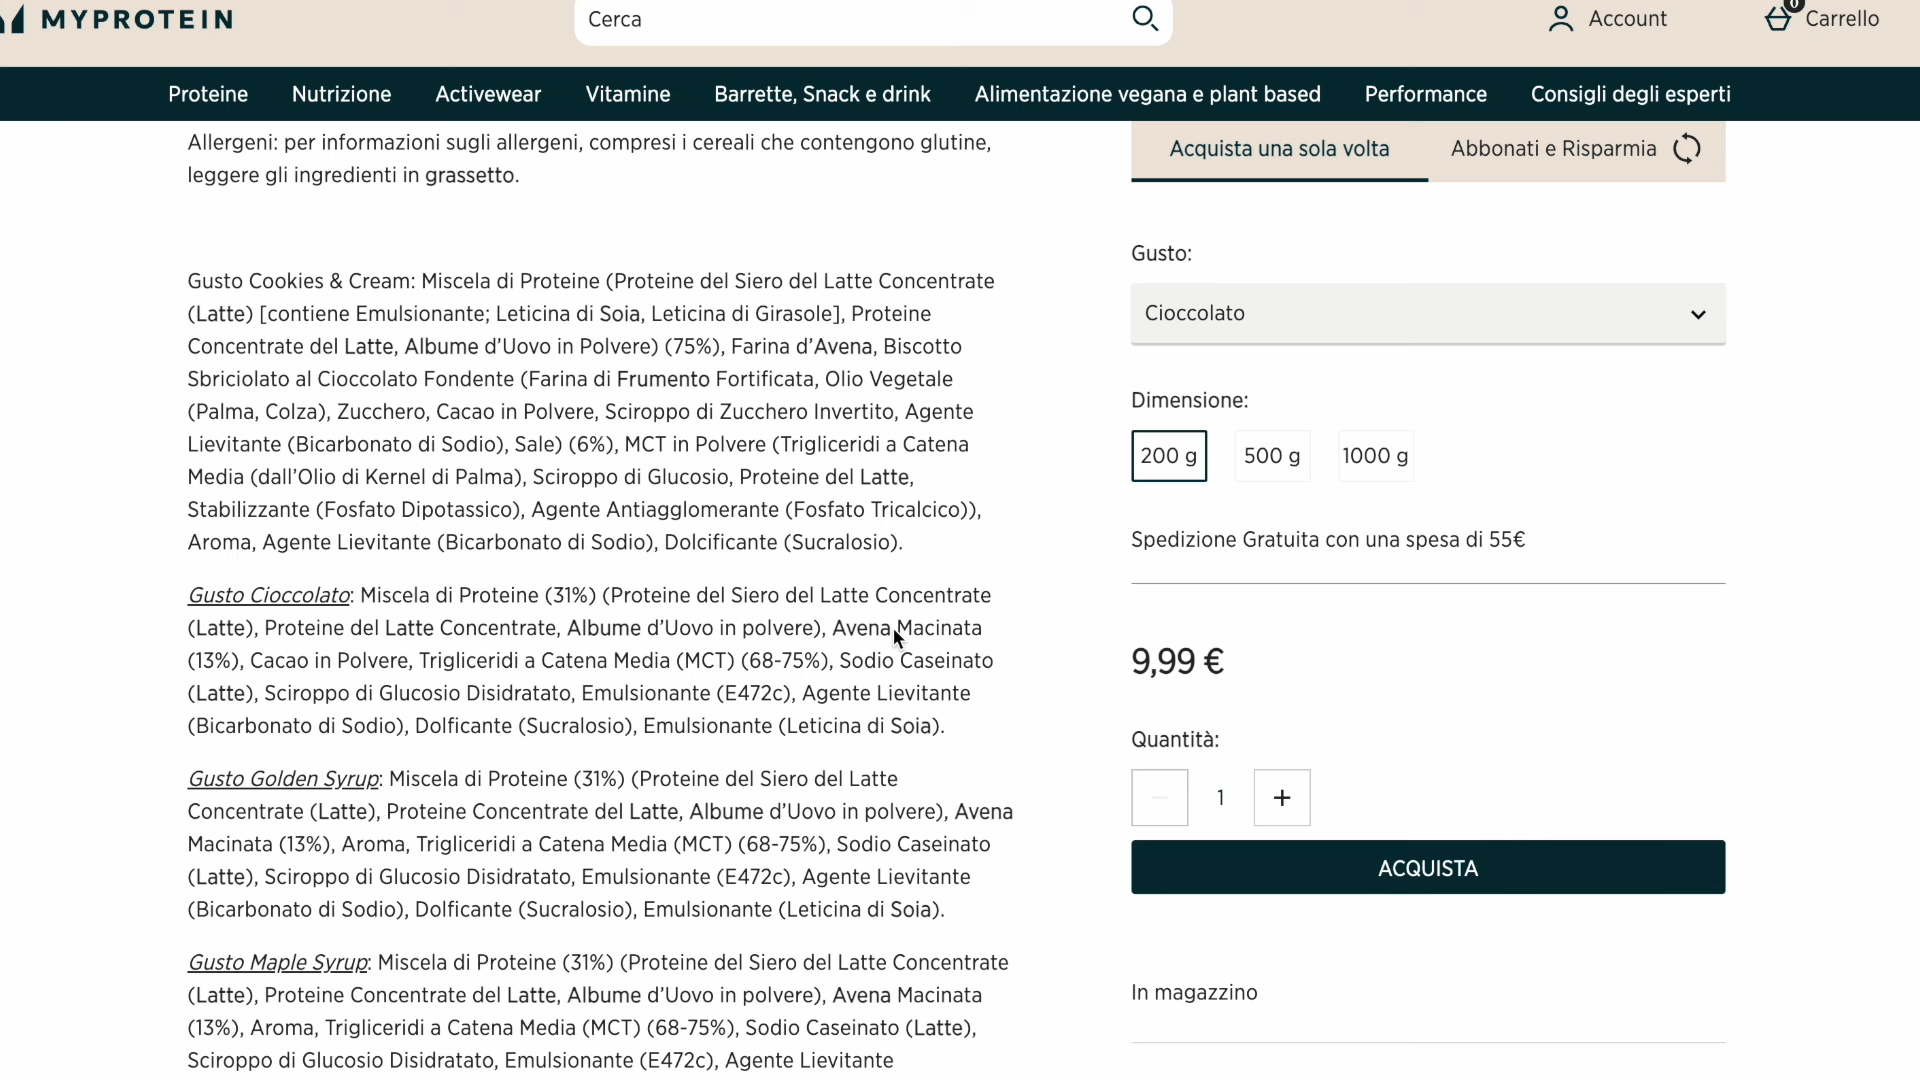 MYPROTEIN
Cerca
Account
0
Carrello
Proteine
Nutrizione
Activewear
Vitamine
Barrette, Snack e drink
Alimentazione vegana e plant based
Performance
Consigli degli esperti
Allergeni: per informazioni sugli allergeni, compresi i cereali che contengono glutine,
leggere gli ingredienti in grassetto.
Gusto Cookies & Cream: Miscela di Proteine (Proteine del Siero del Latte Concentrate
(Latte) [contiene Emulsionante; Leticina di Soia, Leticina di Girasole], Proteine
Concentrate del Latte, Albume d'Uovo in Polvere) (75%), Farina d'Avena, Biscotto
Sbriciolato al Cioccolato Fondente (Farina di Frumento Fortificata, Olio Vegetale
(Palma, Colza), Zucchero, Cacao in Polvere, Sciroppo di Zucchero Invertito, Agente
Lievitante (Bicarbonato di Sodio), Sale) (6%), MCT in Polvere (Trigliceridi a Catena
Media (dall'Olio di Kernel di Palma), Sciroppo di Glucosio, Proteine del Latte,
Stabilizzante (Fosfato Dipotassico), Agente Antiagglomerante (Fosfato Tricalcico)),
Aroma, Agente Lievitante (Bicarbonato di Sodio), Dolcificante (Sucralosio).
Gusto Cioccolato: Miscela di Proteine (31%) (Proteine del Siero del Latte Concentrate
(Latte), Proteine del Latte Concentrate, Albume d'Uovo in polvere), Avena Macinata
(13%), Cacao in Polvere, Trigliceridi a Catena Media (MCT) (68-75%), Sodio Caseinato
(Latte), Sciroppo di Glucosio Disidratato, Emulsionante (E472c), Agente Lievitante
(Bicarbonato di Sodio), Dolficante (Sucralosio), Emulsionante (Leticina di Soia).
Gusto Golden Syrup: Miscela di Proteine (31%) (Proteine del Siero del Latte
Concentrate (Latte), Proteine Concentrate del Latte, Albume d'Uovo in polvere), Avena
Macinata (13%), Aroma, Trigliceridi a Catena Media (MCT) (68-75%), Sodio Caseinato
(Latte), Sciroppo di Glucosio Disidratato, Emulsionante (E472c), Agente Lievitante
(Bicarbonato di Sodio), Dolficante (Sucralosio), Emulsionante (Leticina di Soia).
Gusto Maple Syrup: Miscela di Proteine (31%) (Proteine del Siero del Latte Concentrate
(Latte), Proteine Concentrate del Latte, Albume d'Uovo in polvere), Avena Macinata
(13%), Aroma, Trigliceridi a Catena Media (MCT) (68-75%), Sodio Caseinato (Latte),
Sciroppo di Glucosio Disidratato, Emulsionante (E472c), Agente Lievitante
Acquista una sola volta
Abbonati e Risparmia
Gusto:
Cioccolato
Dimensione:
200 g
500 g
1000 g
Spedizione Gratuita con una spesa di 55€
9,99 €
Quantità:
1
+
ACQUISTA
In magazzino